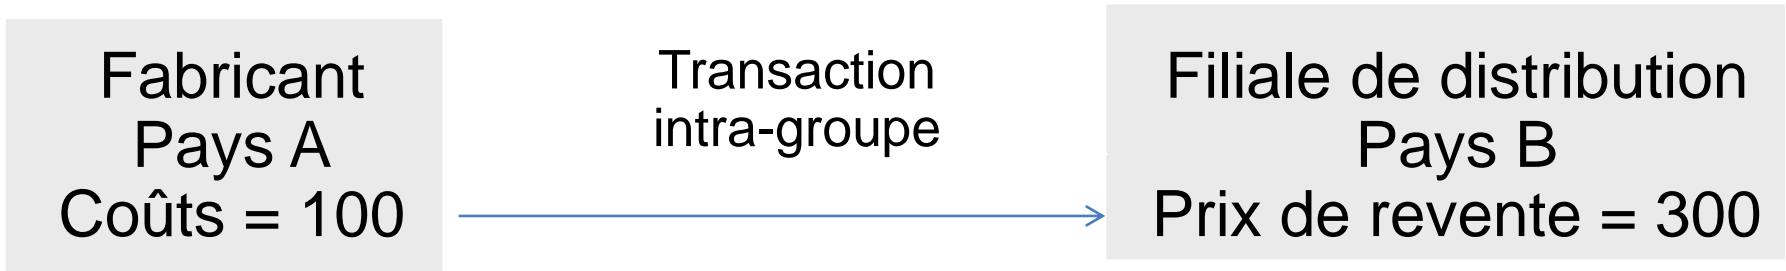 Fabricant
Pays A
Coûts = 100
Transaction
intra-groupe
Filiale de distribution
Pays B
Prix de revente = 300